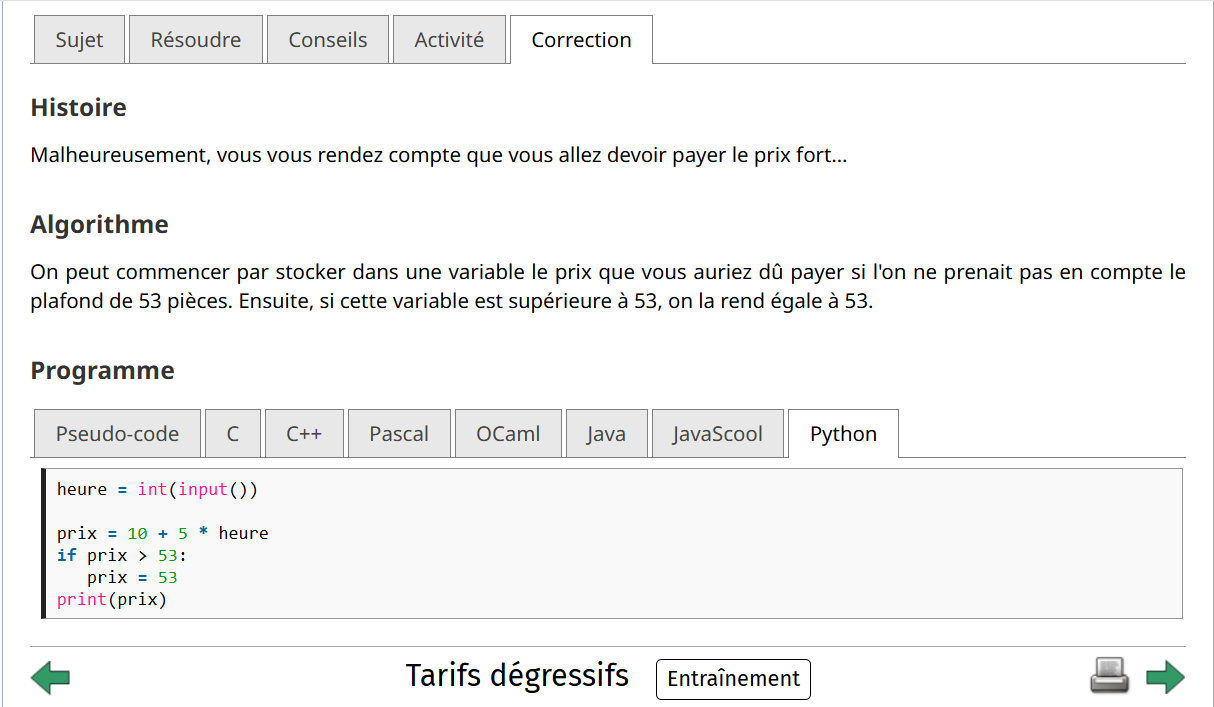 Sujet Résoudre Conseils Activité Correction
Histoire
Malheureusement, vous vous rendez compte que vous allez devoir payer le prix fort...
Algorithme
On peut commencer par stocker dans une variable le prix que vous auriez dû payer si l'on ne prenait pas en compte le
plafond de 53 pièces. Ensuite, si cette variable est supérieure à 53, on la rend égale à 53.
Programme
Pseudo-code C C++ Pascal OCaml Java JavaScool Python
heure = int(input())
prix = 10 + 5 * heure
if prix > 53:
   prix = 53
print(prix)
Tarifs dégressifs Entraînement